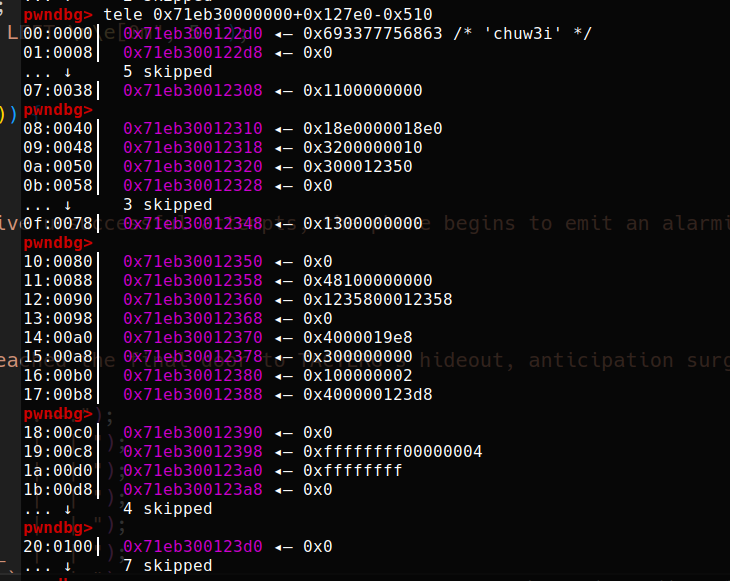 pwndbg> tele 0x71eb30000000+0x127e0-0x510
00:0000│ 0x71eb300122d0 ◂— 0x693377756863 /* 'chuw3i' */
01:0008│ 0x71eb300122d8 ◂— 0x0
... ↓ 5 skipped
07:0038│ 0x71eb30012308 ◂— 0x1100000000
pwndbg>
08:0040│ 0x71eb30012310 ◂— 0x18e0000018e0
09:0048│ 0x71eb30012318 ◂— 0x3200000010
0a:0050│ 0x71eb30012320 ◂— 0x300012350
0b:0058│ 0x71eb30012328 ◂— 0x0
... ↓ 3 skipped
0f:0078│ 0x71eb30012348 ◂— 0x1300000000
pwndbg>
10:0080│ 0x71eb30012350 ◂— 0x0
11:0088│ 0x71eb30012358 ◂— 0x48100000000
12:0090│ 0x71eb30012360 ◂— 0x1235800012358
13:0098│ 0x71eb30012368 ◂— 0x0
14:00a0│ 0x71eb30012370 ◂— 0x4000019e8
15:00a8│ 0x71eb30012378 ◂— 0x300000000
16:00b0│ 0x71eb30012380 ◂— 0x100000002
17:00b8│ 0x71eb30012388 ◂— 0x400000123d8
pwndbg>
18:00c0│ 0x71eb30012390 ◂— 0x0
19:00c8│ 0x71eb30012398 ◂— 0xffffffff00000004
1a:00d0│ 0x71eb300123a0 ◂— 0xffffffff
1b:00d8│ 0x71eb300123a8 ◂— 0x0
... ↓ 4 skipped
pwndbg>
20:0100│ 0x71eb300123d0 ◂— 0x0
... ↓ 7 skipped